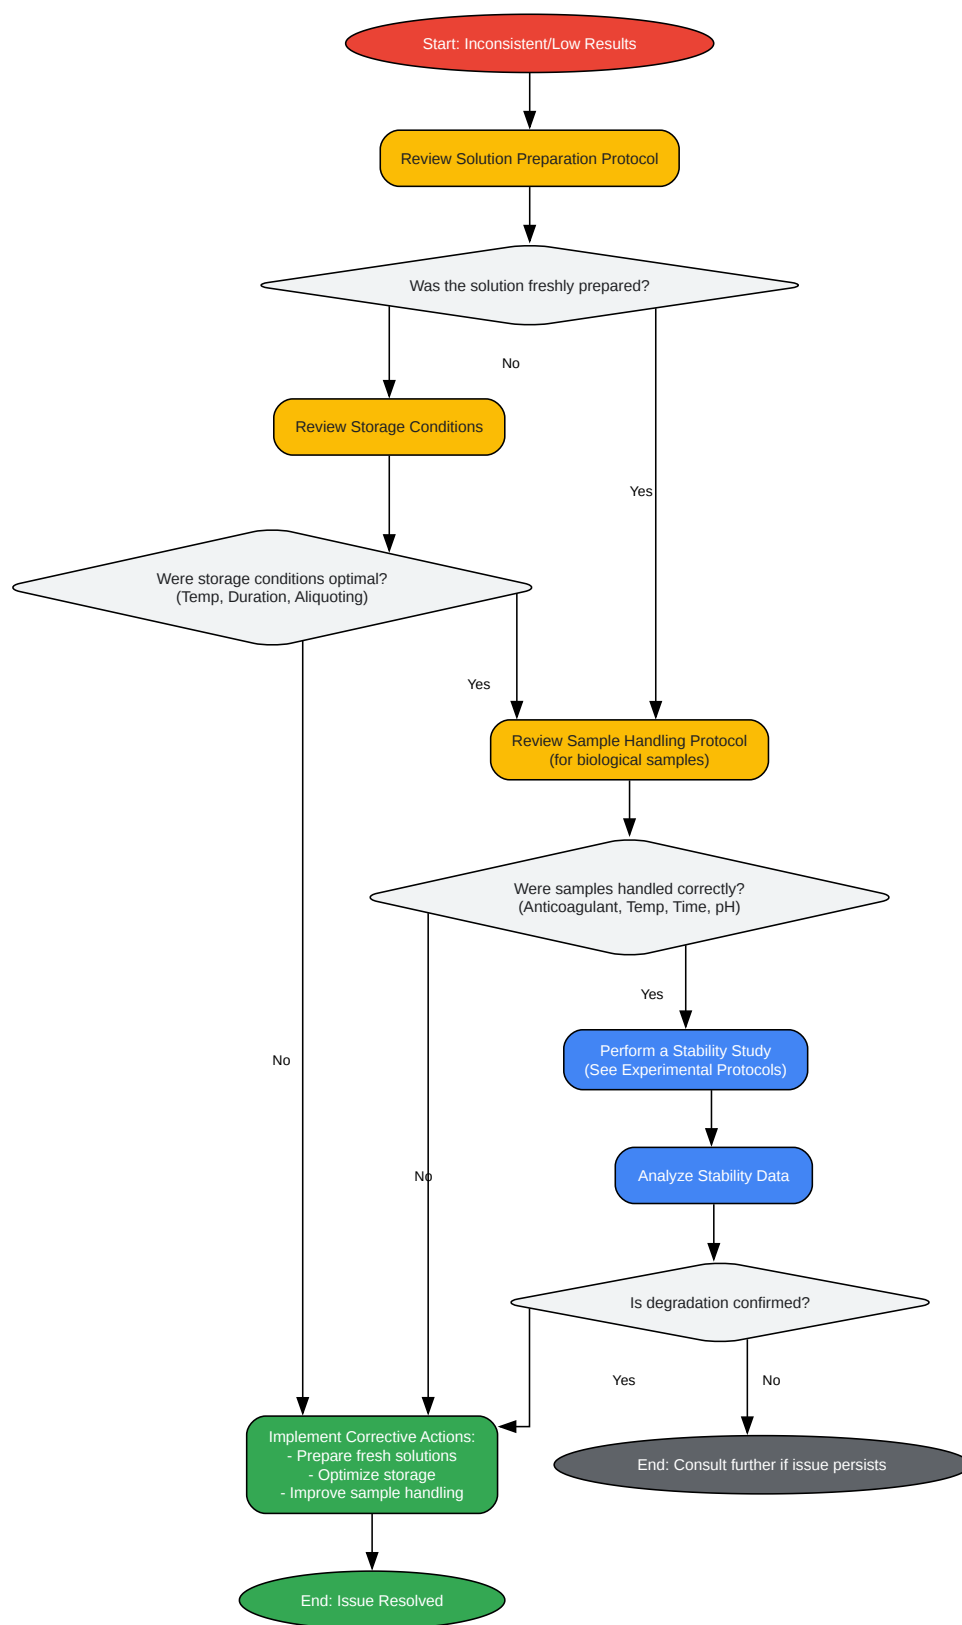 Start: Inconsistent/Low Results
Review Solution Preparation Protocol
Was the solution freshly prepared?
No
Review Storage Conditions
Yes
Were storage conditions optimal?
(Temp, Duration, Aliquoting)
Yes
Review Sample Handling Protocol
(for biological samples)
Were samples handled correctly?
(Anticoagulant, Temp, Time, pH)
Yes
Perform a Stability Study
(See Experimental Protocols)
No
No
Analyze Stability Data
Is degradation confirmed?
Yes
No
Implement Corrective Actions:
- Prepare fresh solutions
- Optimize storage
- Improve sample handling
End: Consult further if issue persists
End: Issue Resolved